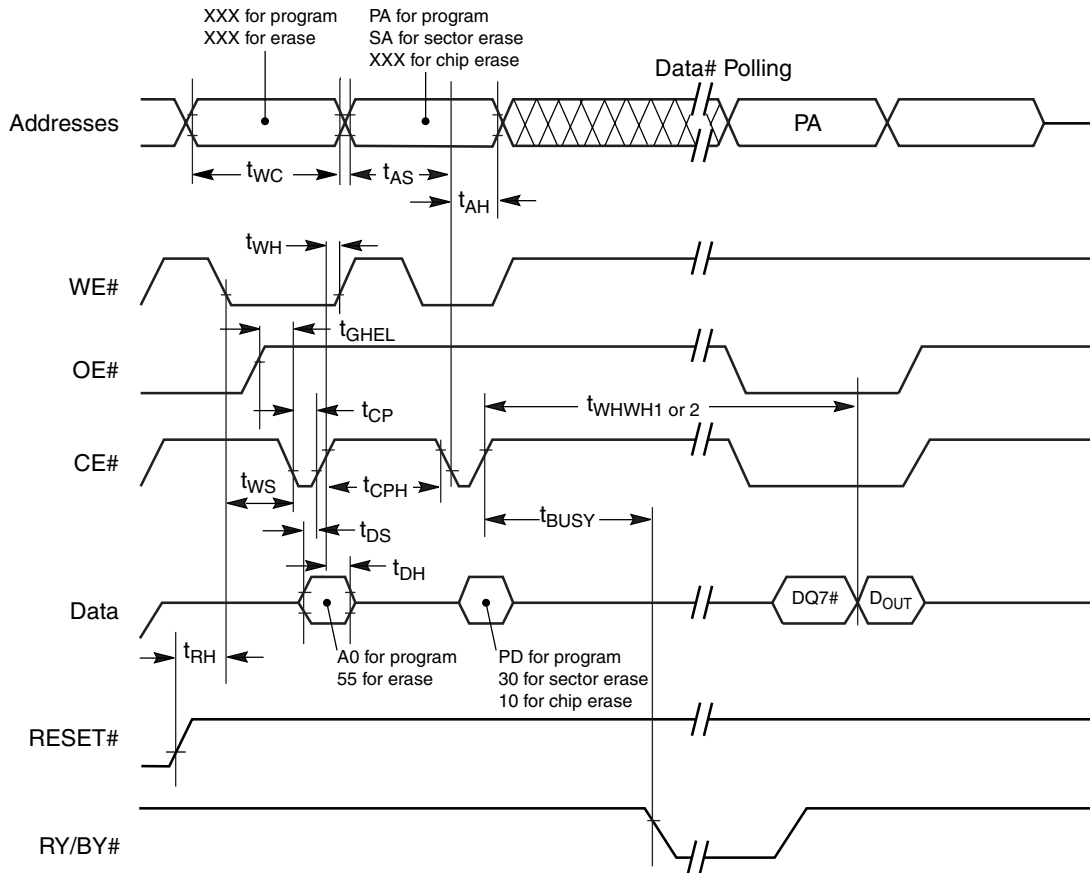 XXX for program
XXX for erase
PA for program
SA for sector erase
XXX for chip erase
Data# Polling
Addresses
PA
tWC
tAS
tAH
tWH
WE#
tGHEL
OE#
tWHWH1 or 2
tCP
CE#
tWS
tCPH
tBUSY
tDS
tDH
Data
DQ7#
DOUT
tRH
A0 for program
55 for erase
PD for program
30 for sector erase
10 for chip erase
RESET#
RY/BY#